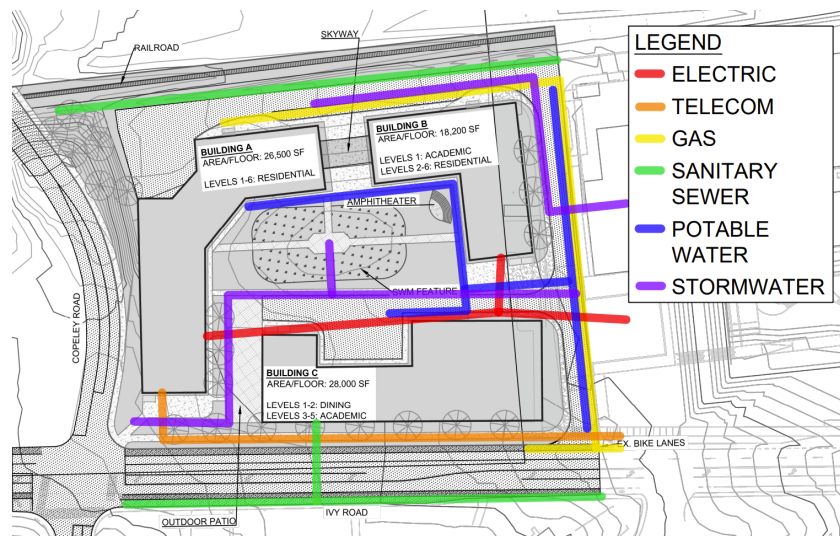 SKYWAY
RAILROAD
BUILDING A
AREA/FLOOR: 26,500 SF
LEVELS 1-6: RESIDENTIAL
BUILDING B
AREA/FLOOR: 18,200 SF
LEVELS 1: ACADEMIC
LEVELS 2-6: RESIDENTIAL
AMPHITHEATER
SWM FEATURE
COPELEY ROAD
BUILDING C
AREA/FLOOR: 28,000 SF
LEVELS 1-2: DINING
LEVELS 3-5: ACADEMIC
EX. BIKE LANES
OUTDOOR PATIO
IVY ROAD
LEGEND
ELECTRIC
TELECOM
GAS
SANITARY
SEWER
POTABLE
WATER
STORMWATER